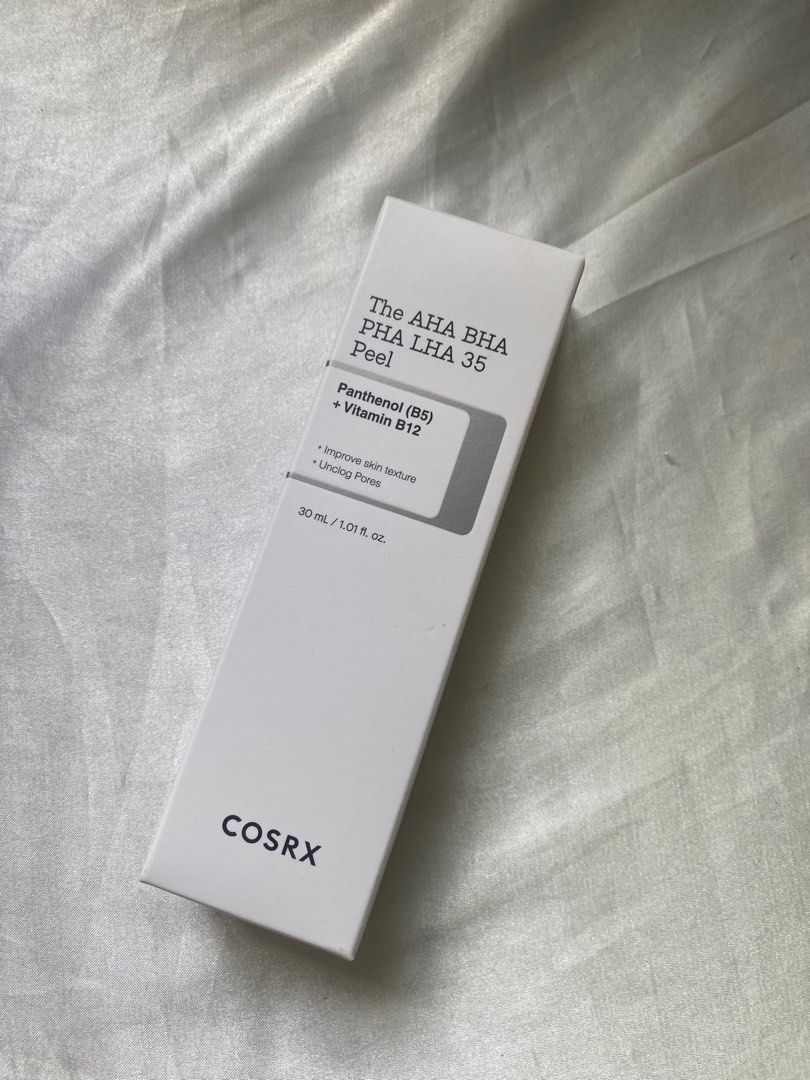 The AHA BHA
PHA LHA 35
Peel
Panthenol (B5)
+ Vitamin B12
+ Improve skin texture
+ Unclog Pores
30 mL / 1.01 fl. oz.
COSRX